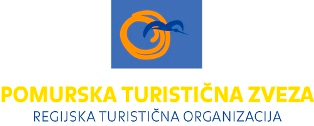 POMURSKA TURISTIČNA ZVEZA
REGIJSKA TURISTIČNA ORGANIZACIJA